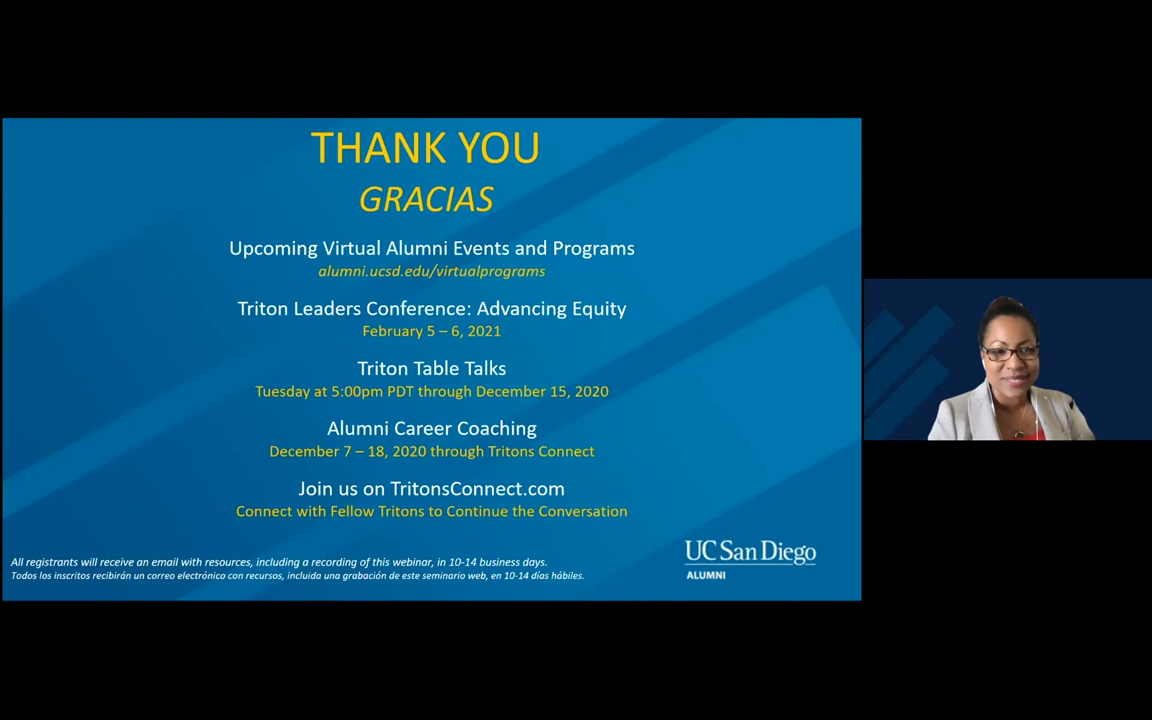 THANK YOU
GRACIAS
Upcoming Virtual Alumni Events and Programs
alumni.ucsd.edu/virtualprograms
Triton Leaders Conference: Advancing Equity
February 5 – 6, 2021
Triton Table Talks
Tuesday at 5:00pm PDT through December 15, 2020
Alumni Career Coaching
December 7 – 18, 2020 through Tritons Connect
Join us on TritonsConnect.com
Connect with Fellow Tritons to Continue the Conversation
All registrants will receive an email with resources, including a recording of this webinar, in 10-14 business days.
Todos los inscritos recibirán un correo electrónico con recursos, incluida una grabación de este seminario web, en 10-14 días hábiles.
UC San Diego
ALUMNI